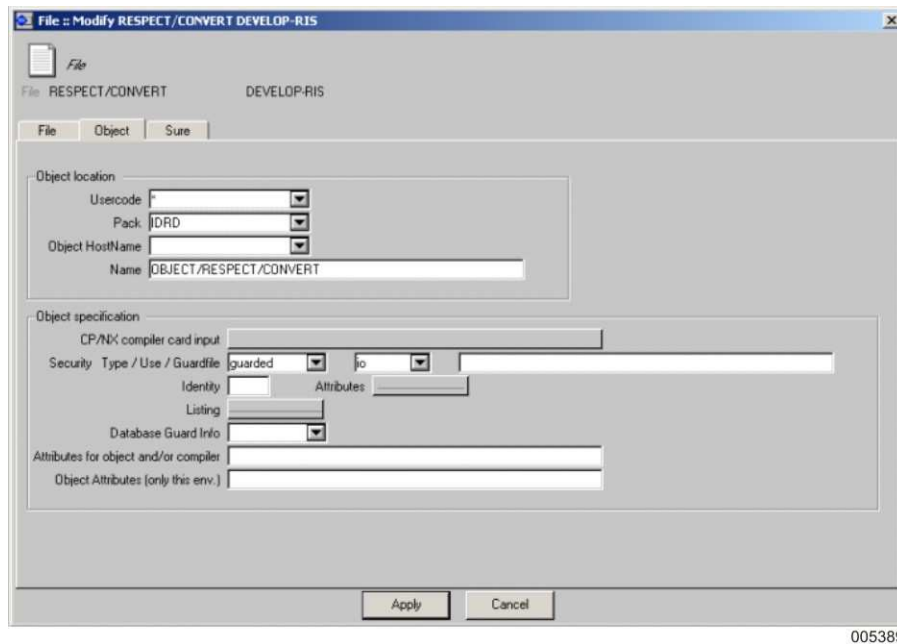 File :: Modify RESPECT/CONVERT DEVELOP-RIS
File
File RESPECT/CONVERT DEVELOP-RIS
File Object Sure
Object location
Usercode *
Pack IDRD
Object HostName
Name OBJECT/RESPECT/CONVERT
Object specification
CP/NX compiler card input
Security Type / Use / Guardfile guarded io
Identity Attributes
Listing
Database Guard Info
Attributes for object and/or compiler
Object Attributes (only this env.)
Apply Cancel
005389